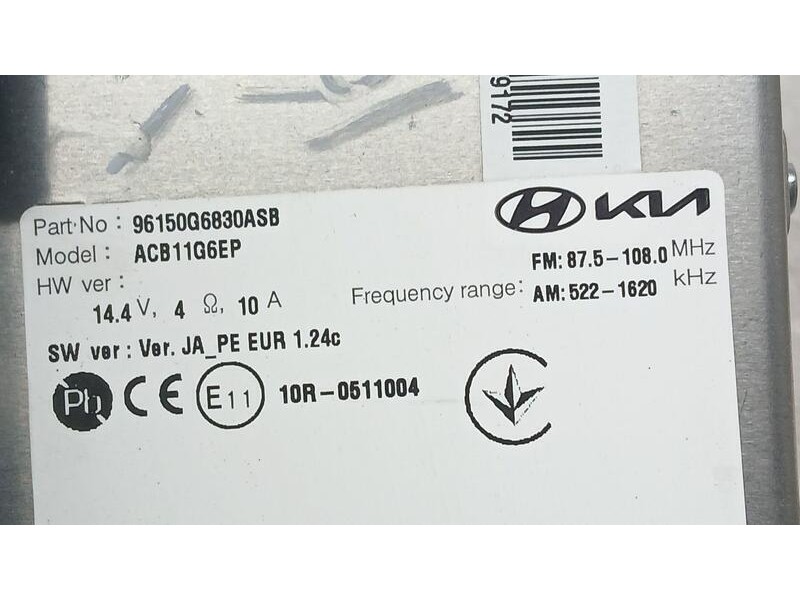 9172
KIA
Part No : 96150G6830ASB
Model : ACB11G6EP
HW ver :
14.4 V, 4 Ω, 10 A
FM: 87.5-108.0 MHz
Frequency range: AM: 522-1620 kHz
SW ver : Ver. JA_PE EUR 1.24c
Pb CE E11 10R-0511004